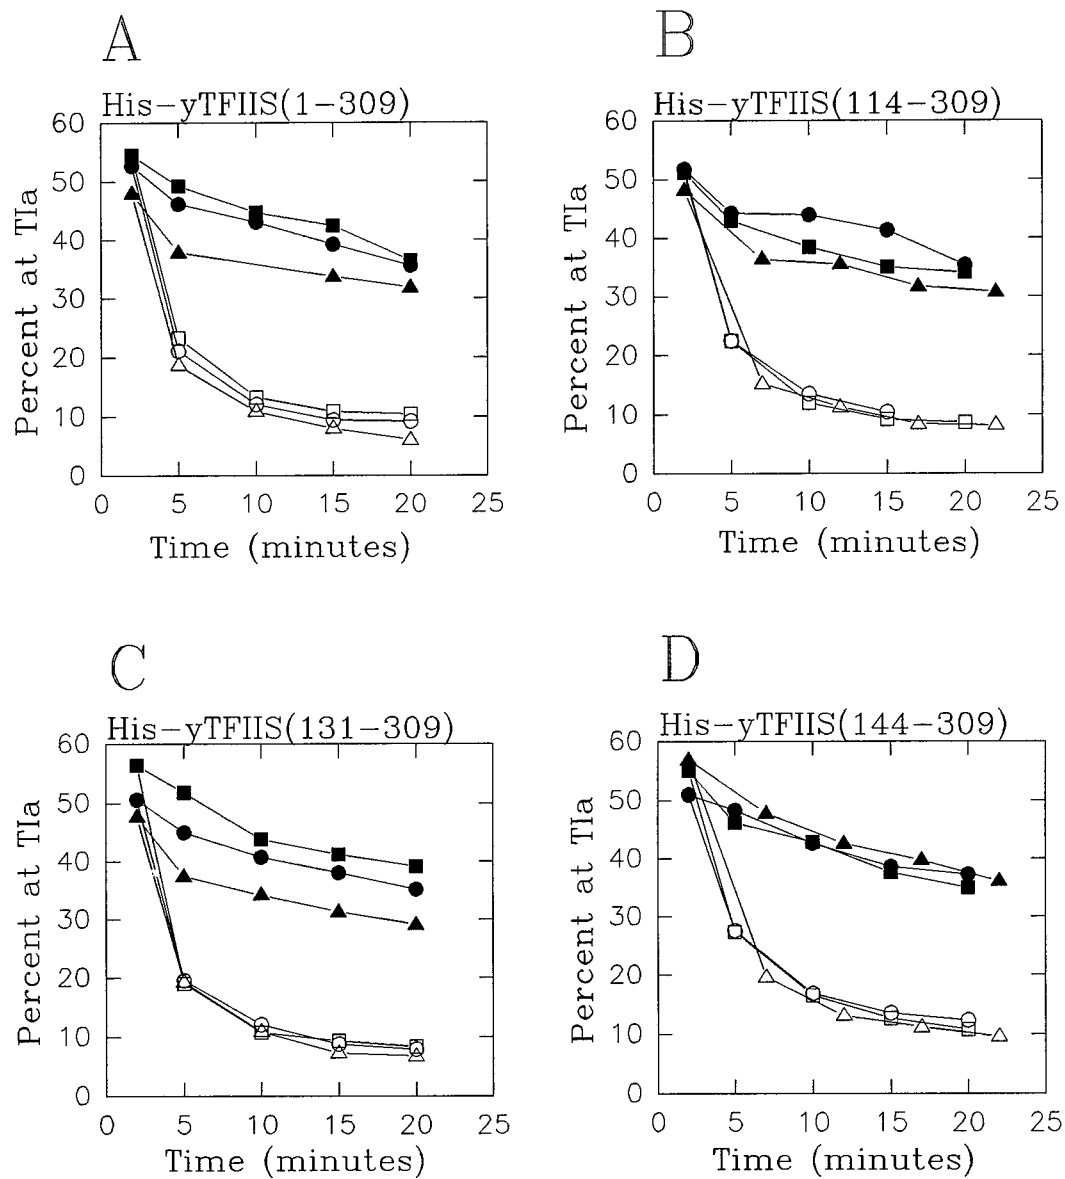 A
His-yTFIIS(1-309)
Percent at TIa
60
50
40
30
20
10
0
0 5 10 15 20 25
Time (minutes)
B
His-yTFIIS(114-309)
Percent at TIa
60
50
40
30
20
10
0
0 5 10 15 20 25
Time (minutes)
C
His-yTFIIS(131-309)
Percent at TIa
60
50
40
30
20
10
0
0 5 10 15 20 25
Time (minutes)
D
His-yTFIIS(144-309)
Percent at TIa
60
50
40
30
20
10
0
0 5 10 15 20 25
Time (minutes)